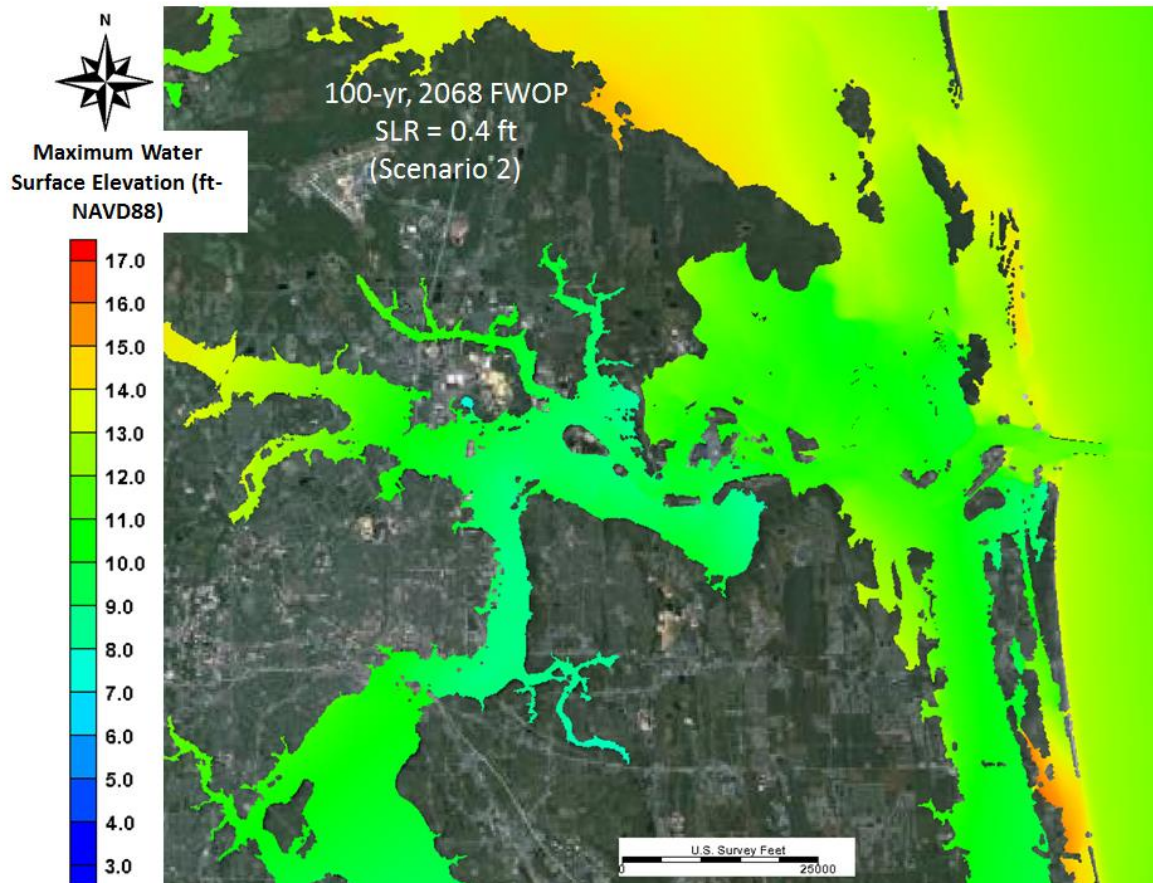 N
Maximum Water
Surface Elevation (ft-
NAVD88)
100-yr, 2068 FWOP
SLR = 0.4 ft
(Scenario 2)
17.0
16.0
15.0
14.0
13.0
12.0
11.0
10.0
9.0
8.0
7.0
6.0
5.0
4.0
3.0
U.S. Survey Feet
0 25000